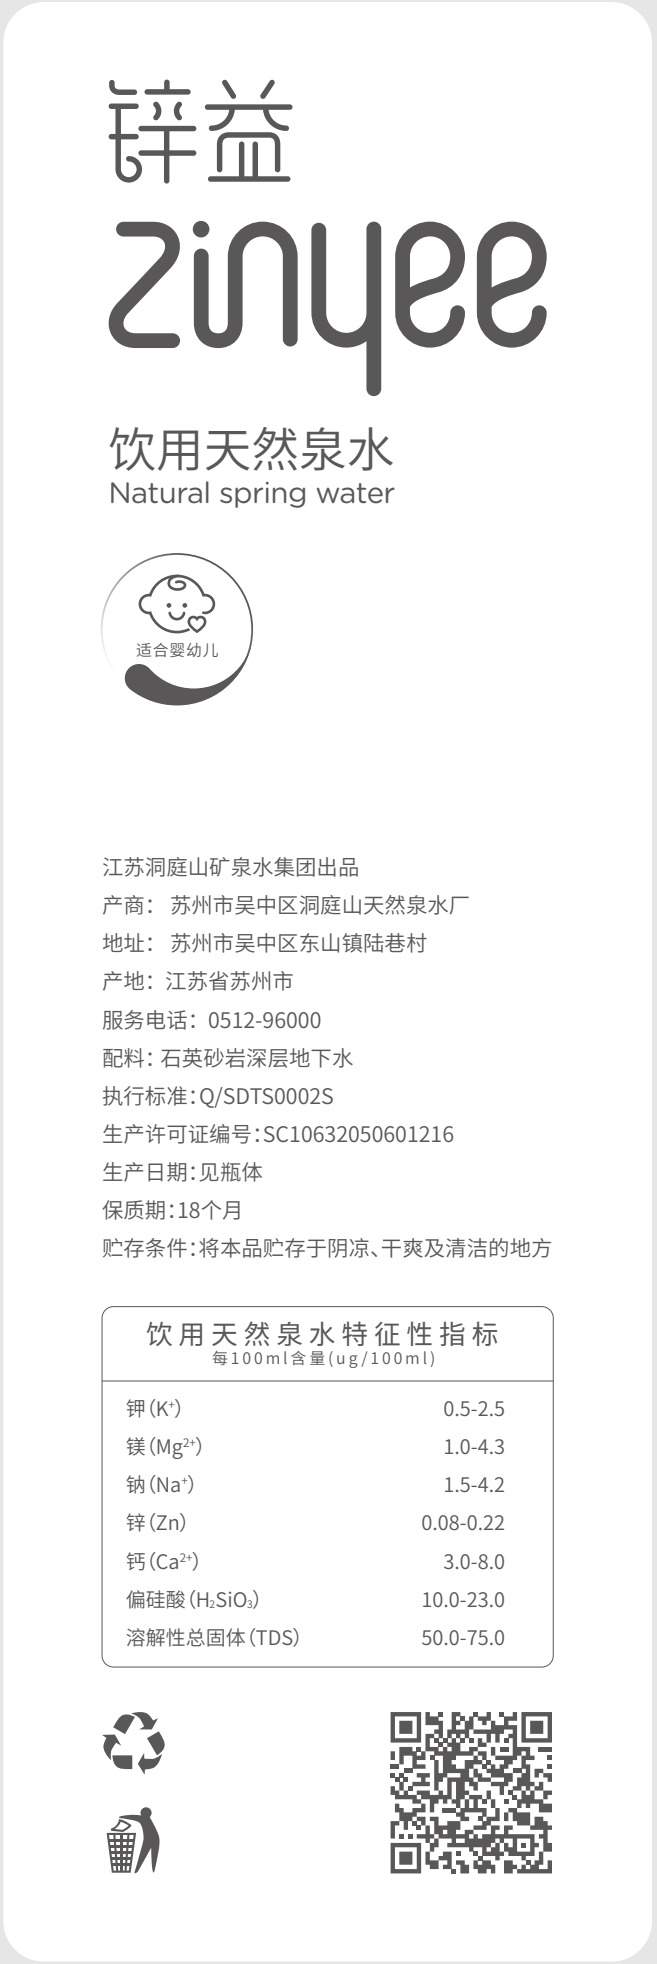 锌益
zinyee
饮用天然泉水
Natural spring water
适合婴幼儿
江苏洞庭山矿泉水集团出品
产商： 苏州市吴中区洞庭山天然泉水厂
地址： 苏州市吴中区东山镇陆巷村
产地：江苏省苏州市
服务电话：0512-96000
配料：石英砂岩深层地下水
执行标准：Q/SDTS0002S
生产许可证编号：SC10632050601216
生产日期：见瓶体
保质期：18个月
贮存条件：将本品贮存于阴凉、干爽及清洁的地方
饮用天然泉水特征性指标
每100ml含量(ug/100ml)
钾（K⁺） 0.5-2.5
镁（Mg²⁺） 1.0-4.3
钠（Na⁺） 1.5-4.2
锌（Zn） 0.08-0.22
钙（Ca²⁺） 3.0-8.0
偏硅酸（H₂SiO₃） 10.0-23.0
溶解性总固体（TDS） 50.0-75.0